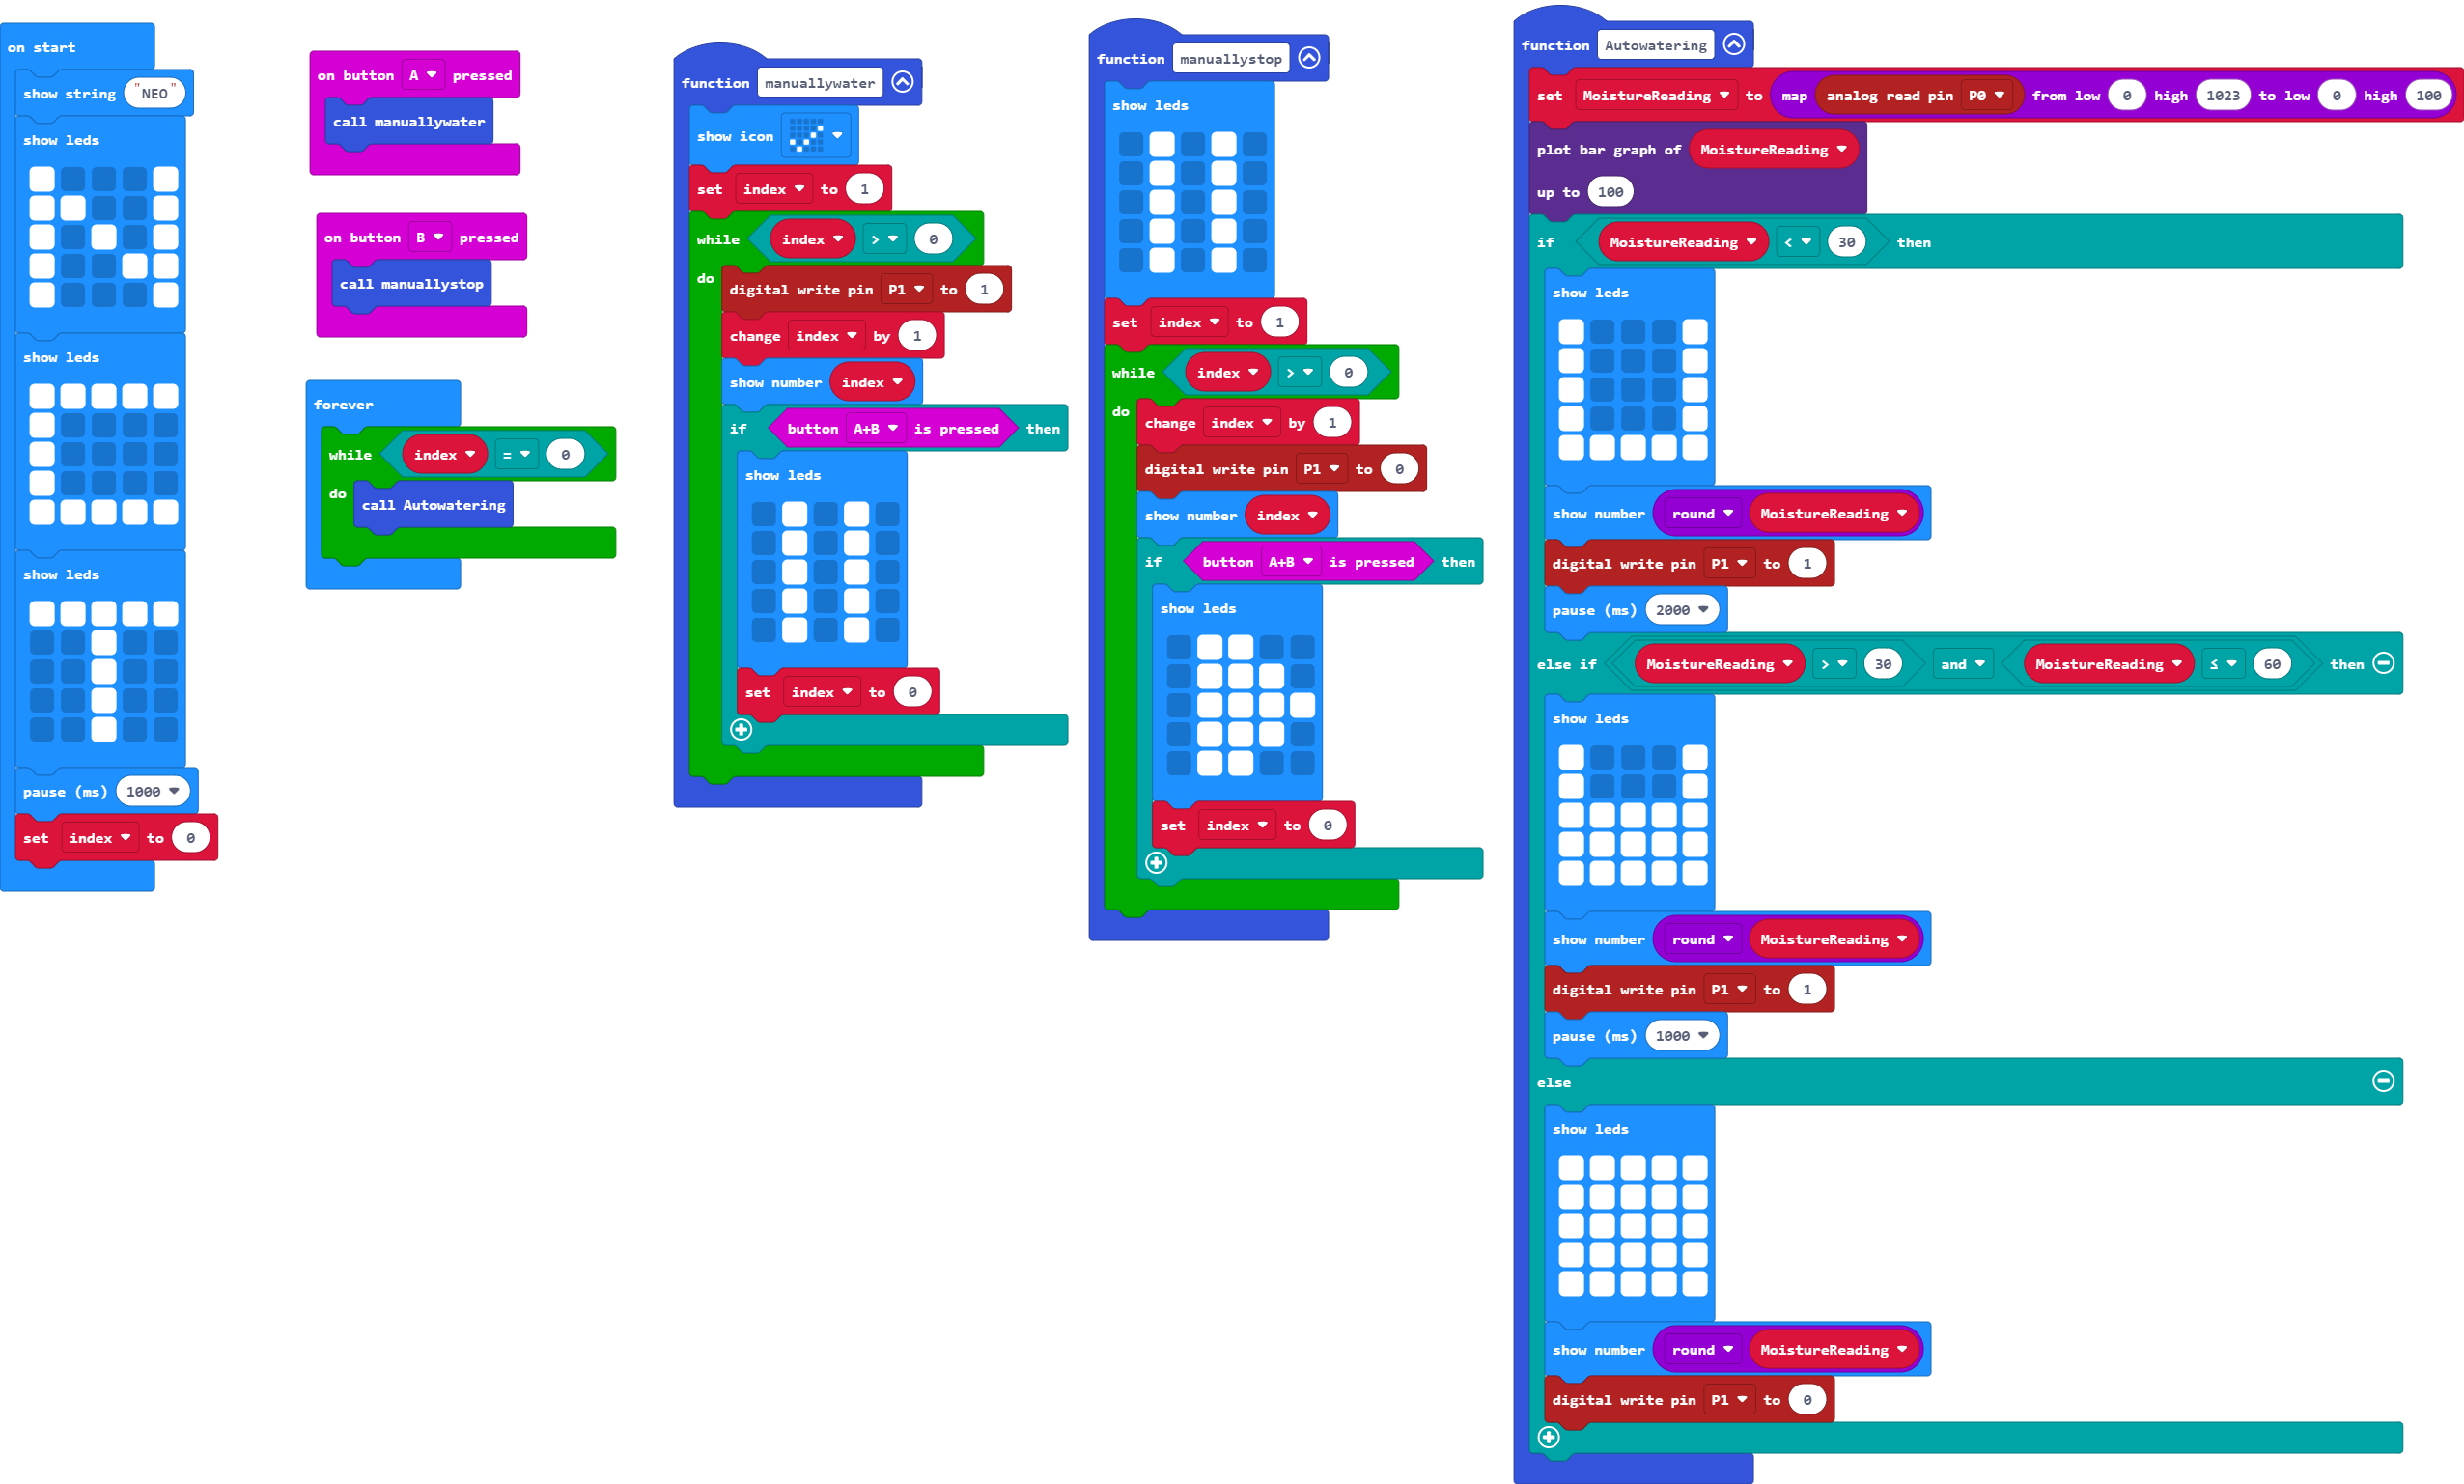 on start
show string "NEO"
show leds
show leds
show leds
pause (ms) 1000
set index to 0
on button A pressed
call manuallywater
on button B pressed
call manuallystop
forever
while index = 0
do call Autowatering
function manuallywater
show icon
set index to 1
while index > 0
do digital write pin P1 to 1
change index by 1
show number index
if button A+B is pressed then
show leds
set index to 0
function manuallystop
show leds
set index to 1
while index > 0
do change index by 1
digital write pin P1 to 0
show number index
if button A+B is pressed then
show leds
set index to 0
function Autowatering
set MoistureReading to map analog read pin P0 from low 0 high 1023 to low 0 high 100
plot bar graph of MoistureReading
up to 100
if MoistureReading < 30 then
show leds
show number round MoistureReading
digital write pin P1 to 1
pause (ms) 2000
else if MoistureReading > 30 and MoistureReading ≤ 60 then
show leds
show number round MoistureReading
digital write pin P1 to 1
pause (ms) 1000
else
show leds
show number round MoistureReading
digital write pin P1 to 0